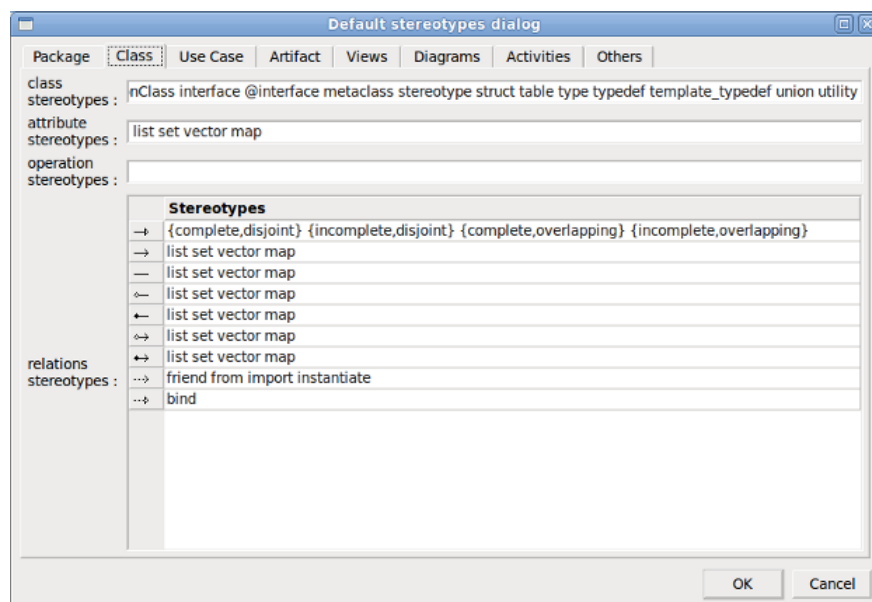 Default stereotypes dialog
Package Class Use Case Artifact Views Diagrams Activities Others
class
stereotypes : nClass interface @interface metaclass stereotype struct table type typedef template_typedef union utility
attribute
stereotypes : list set vector map
operation
stereotypes :
Stereotypes
{complete,disjoint} {incomplete,disjoint} {complete,overlapping} {incomplete,overlapping}
list set vector map
list set vector map
list set vector map
list set vector map
list set vector map
list set vector map
relations
stereotypes :
friend from import instantiate
bind
OK Cancel